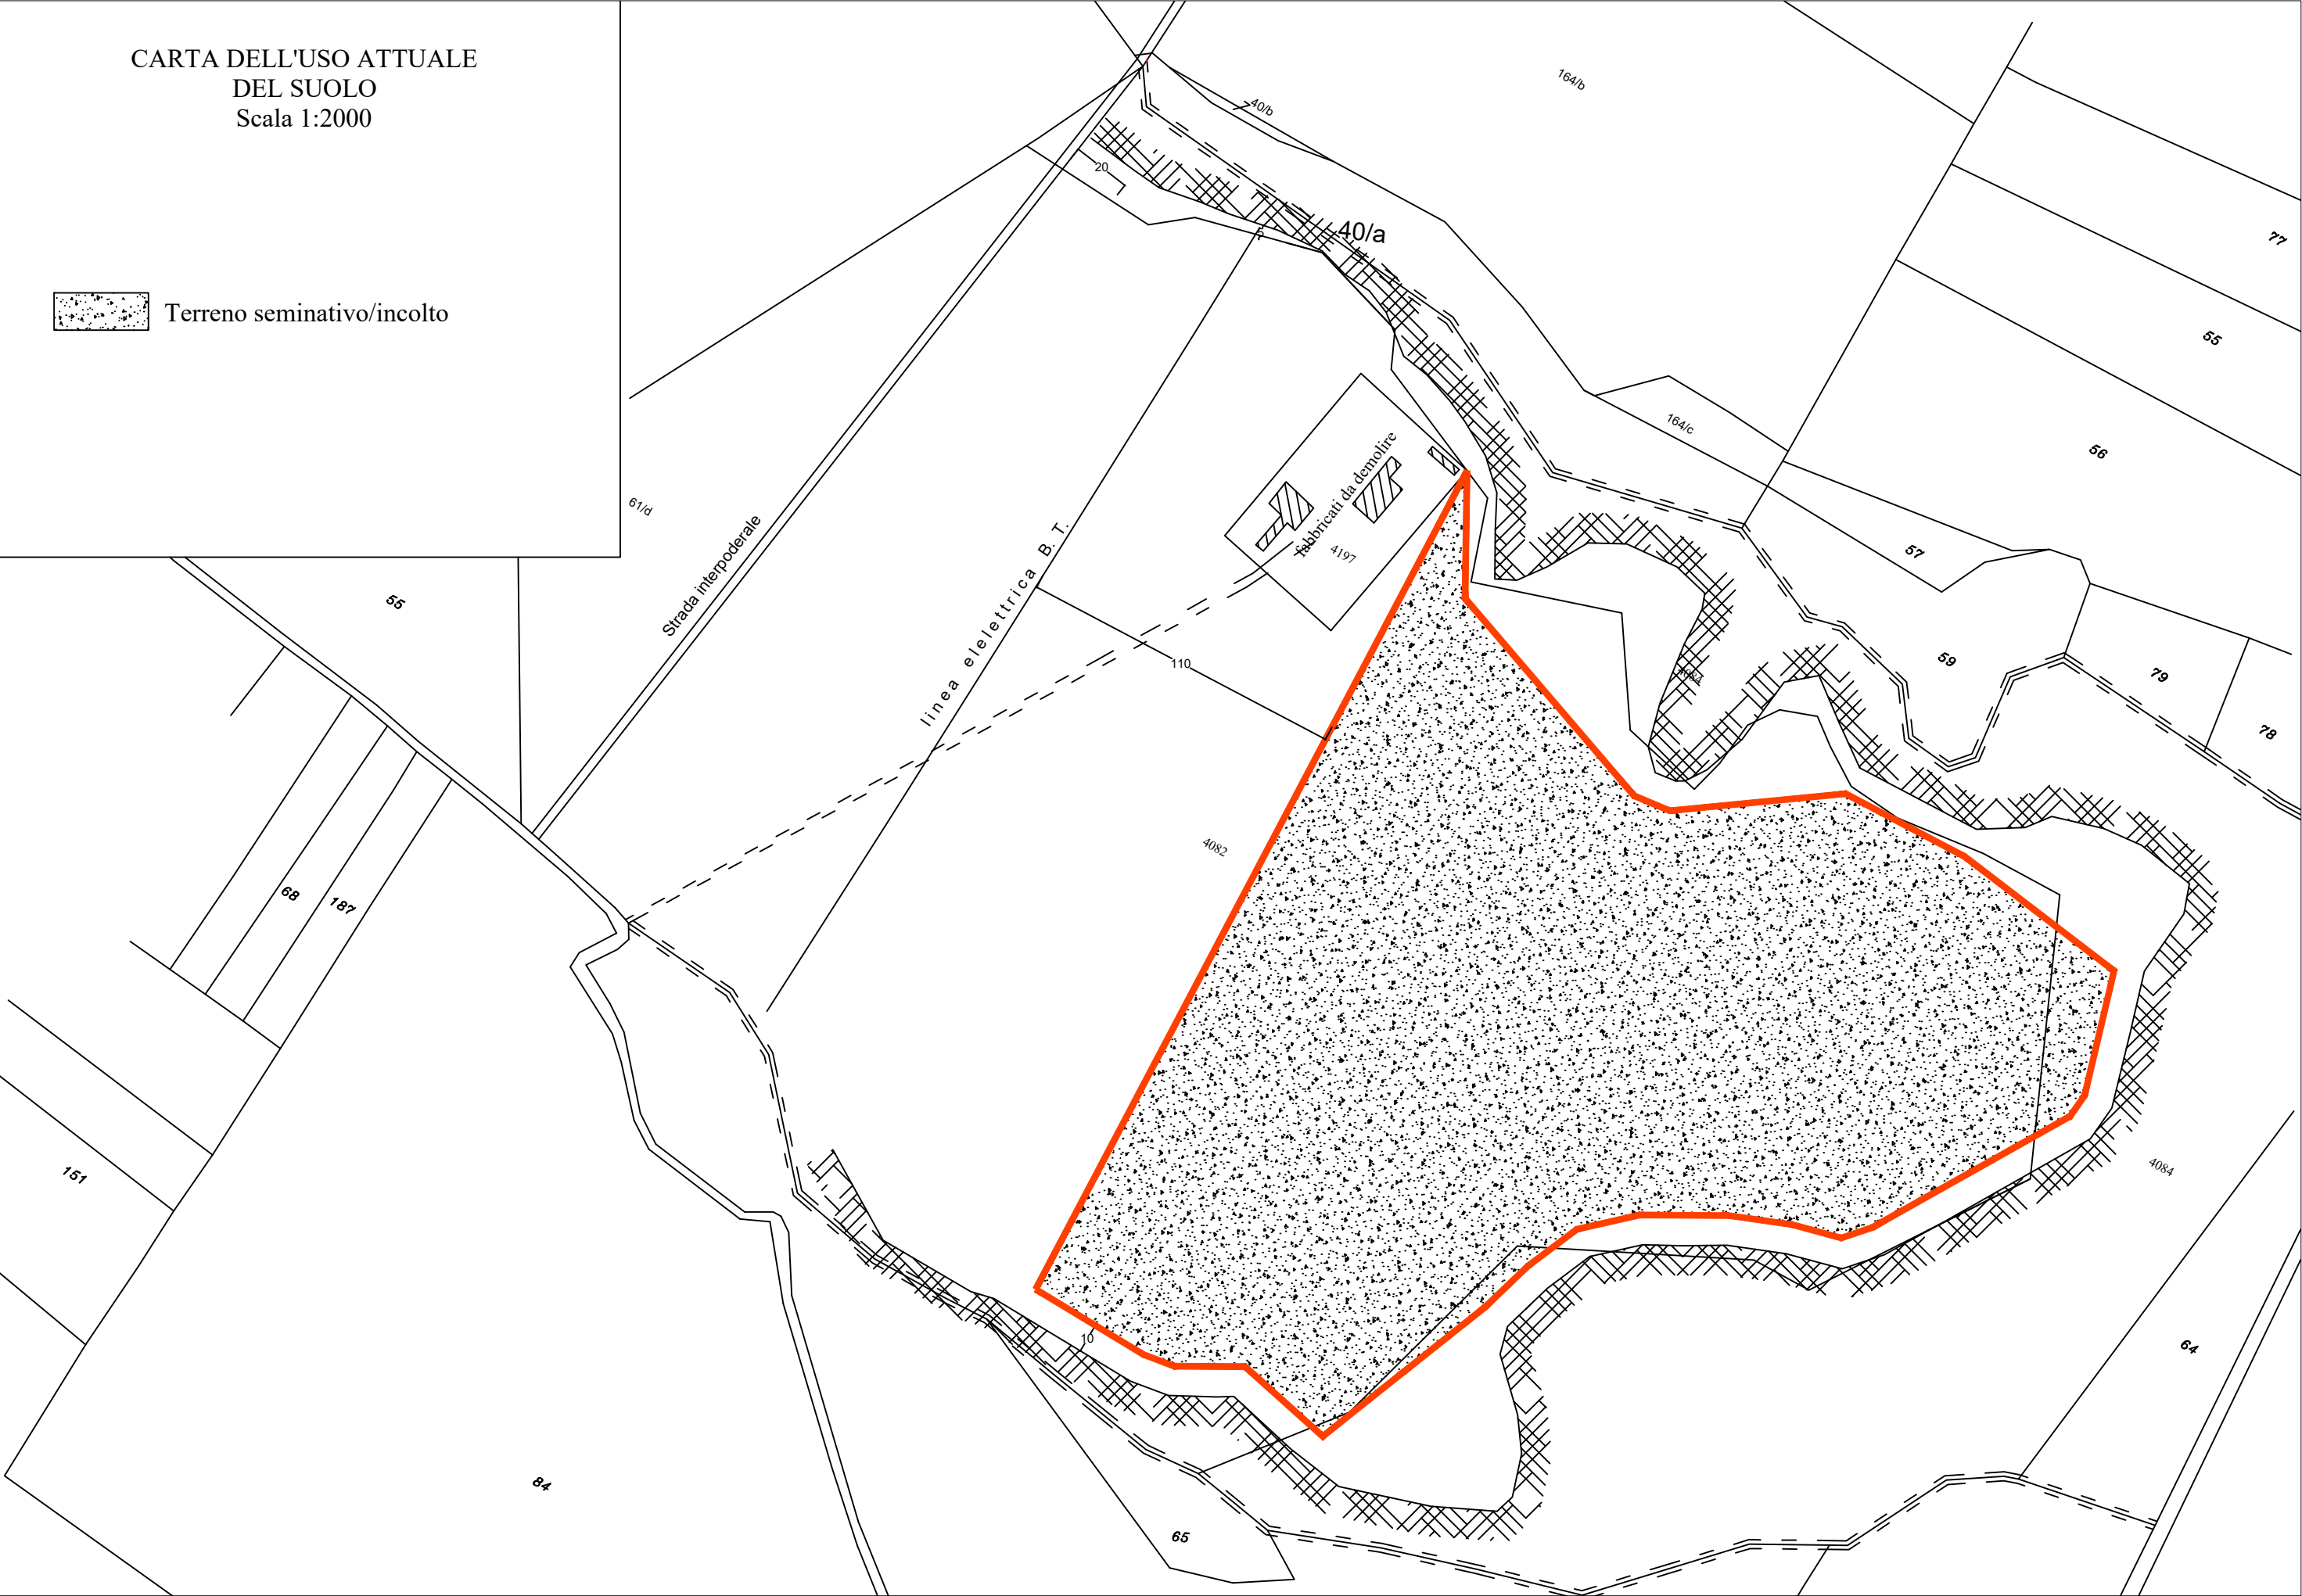 CARTA DELL'USO ATTUALE
DEL SUOLO
Scala 1:2000
Terreno seminativo/incolto
164/b
40/b
20
40/a
77
55
56
164/c
61/d
Strada interpoderale
linea elelettrica B. T.
fabbricati da demolire
4197
57
55
59
79
78
110
4082
68
187
151
4084
10
64
84
65